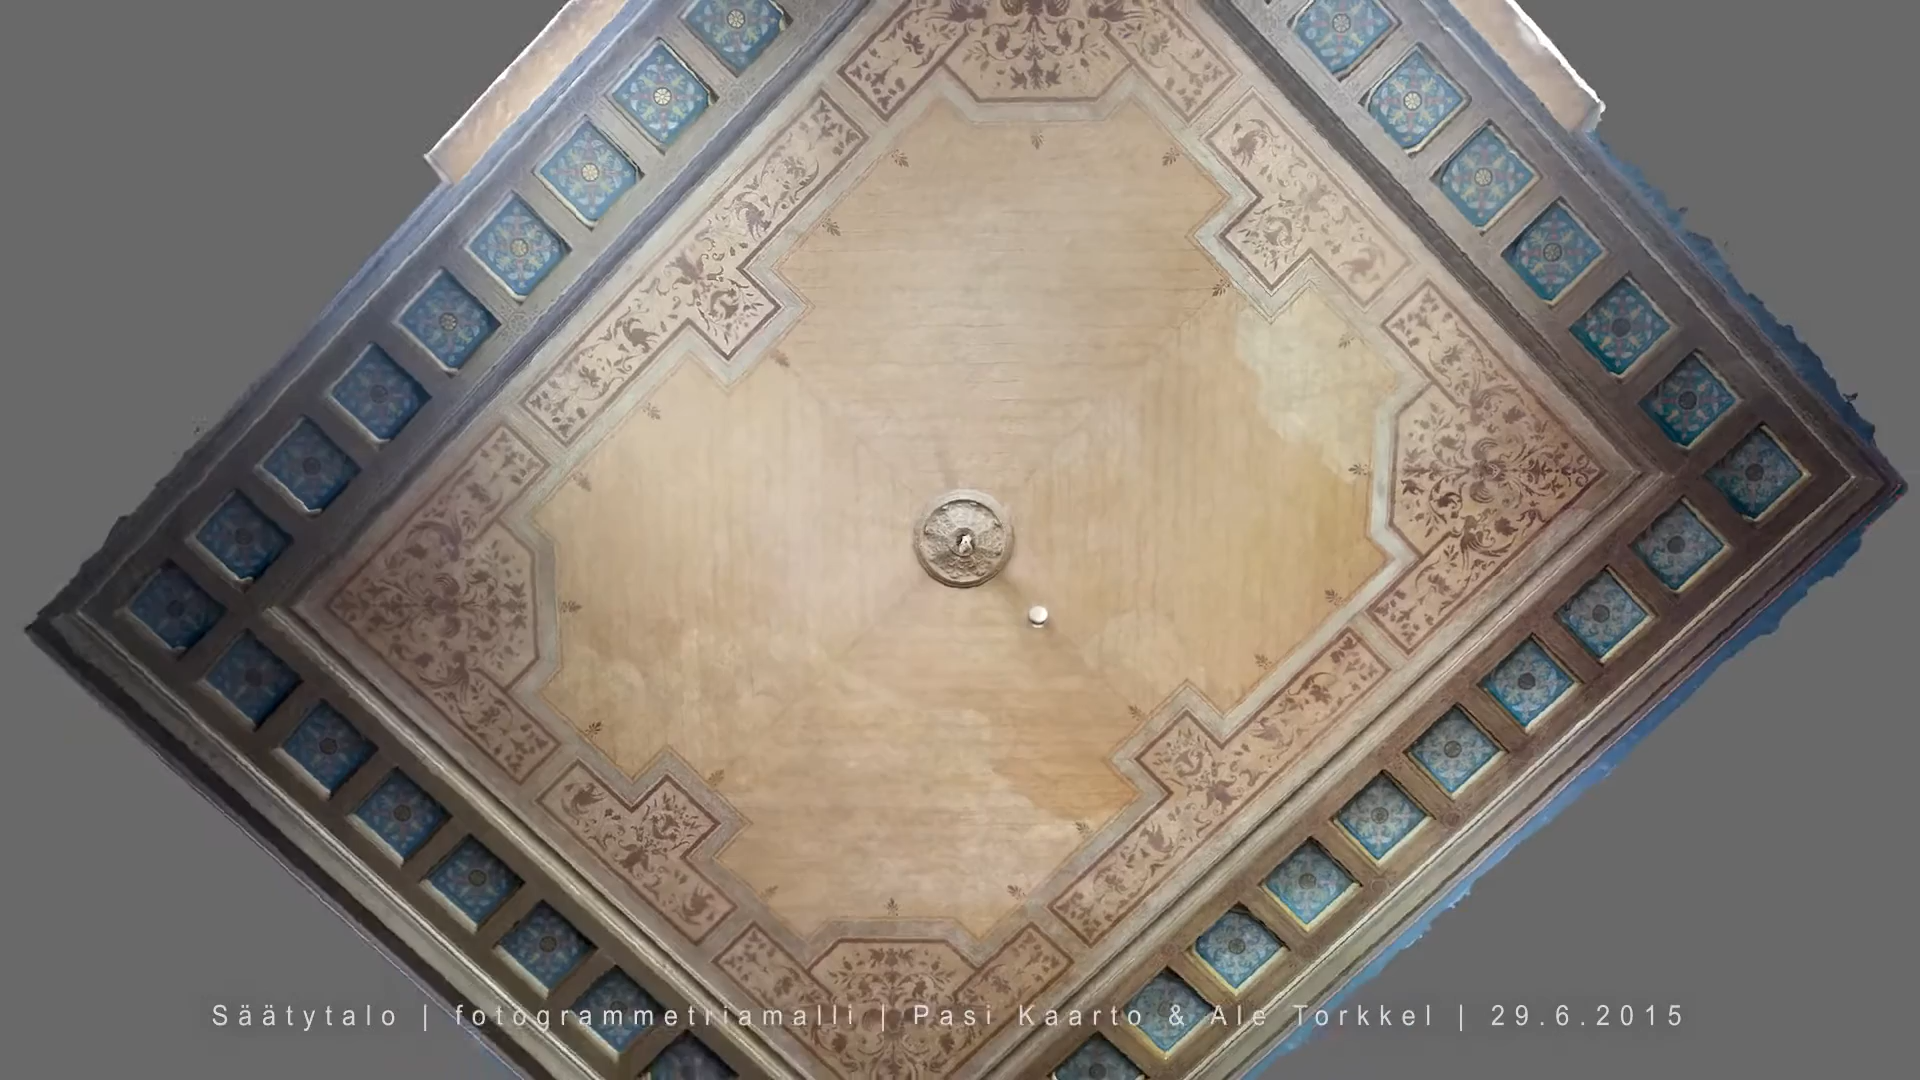 Säätytalo | fotogrammetriamalli | Pasi Kaarto & Ale Torkkel | 29.6.2015